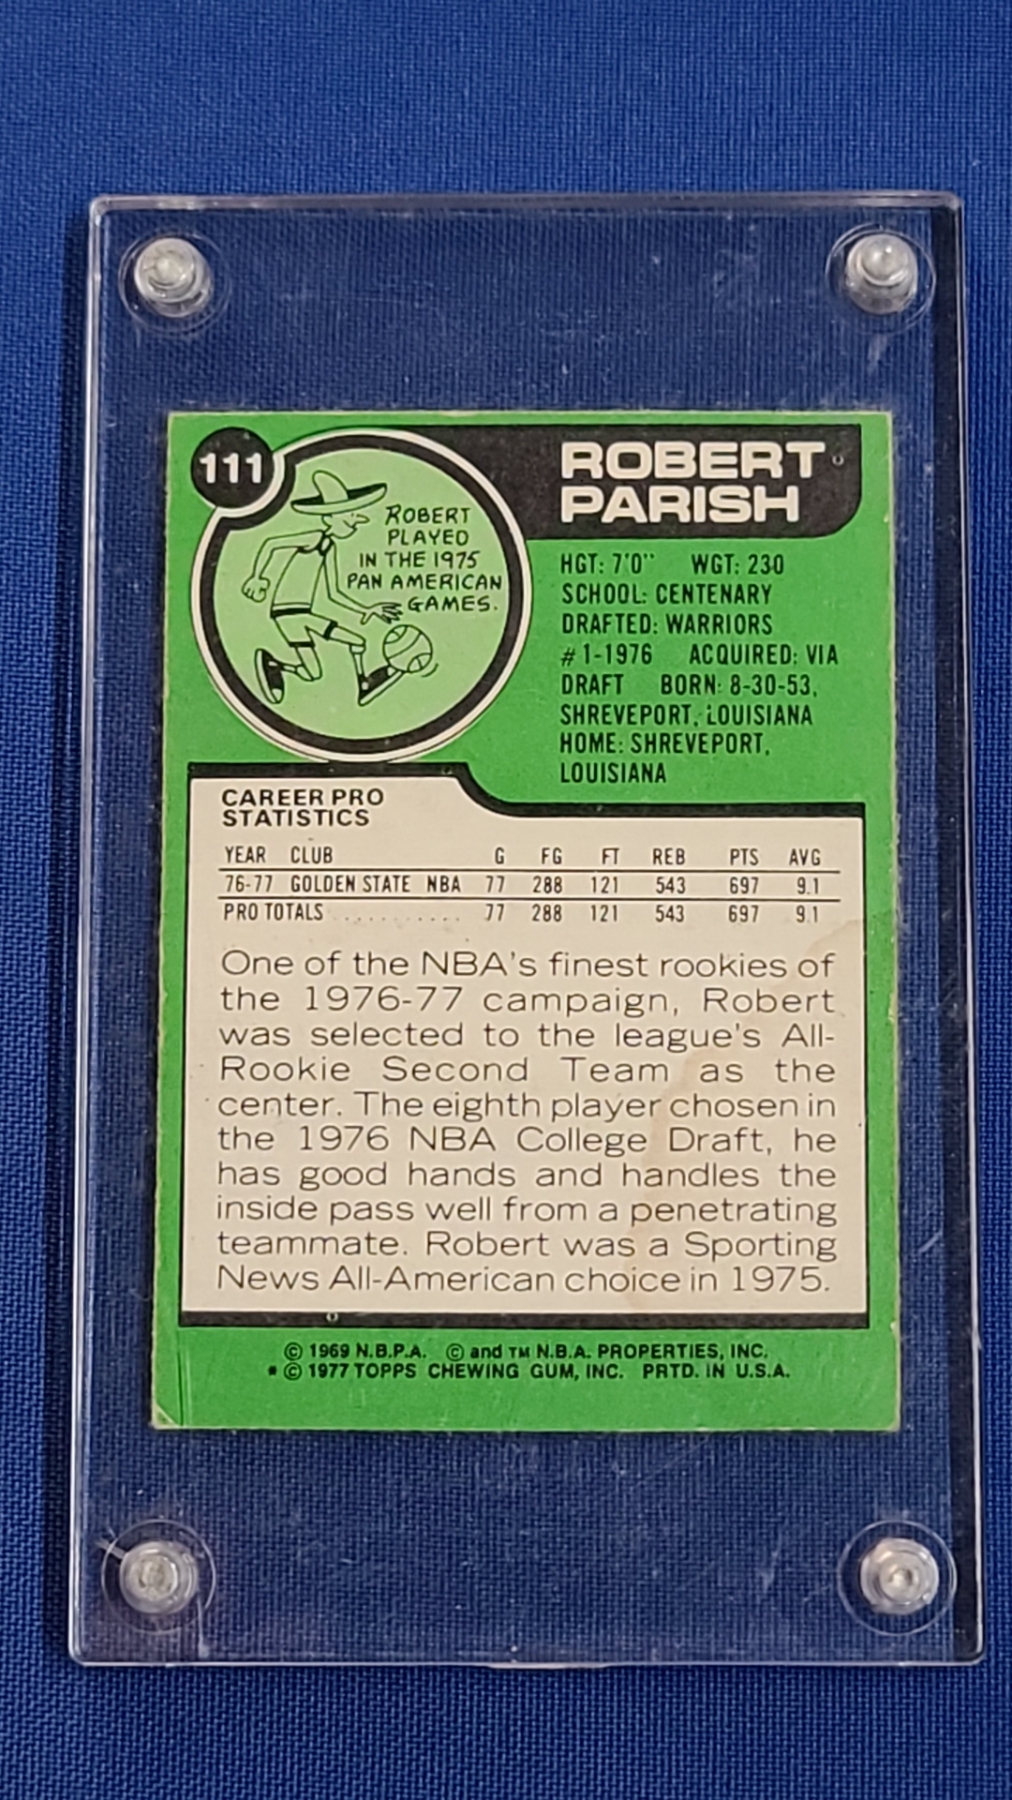 111
ROBERT
PARISH
ROBERT
PLAYED
IN THE 1975
PAN AMERICAN
GAMES.
HGT: 7'0" WGT: 230
SCHOOL: CENTENARY
DRAFTED: WARRIORS
#1-1976 ACQUIRED: VIA
DRAFT BORN: 8-30-53,
SHREVEPORT, LOUISIANA
HOME: SHREVEPORT,
LOUISIANA
CAREER PRO
STATISTICS
YEAR CLUB G FG FT REB PTS AVG
76-77 GOLDEN STATE NBA 77 288 121 543 697 9.1
PRO TOTALS ........... 77 288 121 543 697 9.1
One of the NBA's finest rookies of
the 1976-77 campaign, Robert
was selected to the league's All-
Rookie Second Team as the
center. The eighth player chosen in
the 1976 NBA College Draft, he
has good hands and handles the
inside pass well from a penetrating
teammate. Robert was a Sporting
News All-American choice in 1975.
© 1969 N.B.P.A. © and TM N.B.A. PROPERTIES, INC.
* © 1977 TOPPS CHEWING GUM, INC. PRTD. IN U.S.A.